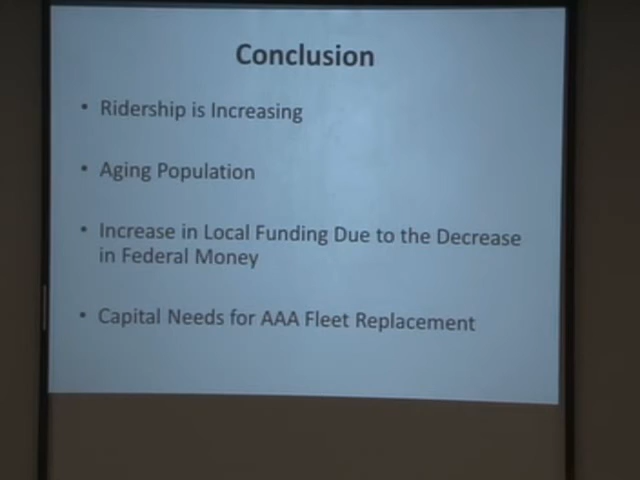 Conclusion
• Ridership is Increasing
• Aging Population
• Increase in Local Funding Due to the Decrease
in Federal Money
• Capital Needs for AAA Fleet Replacement